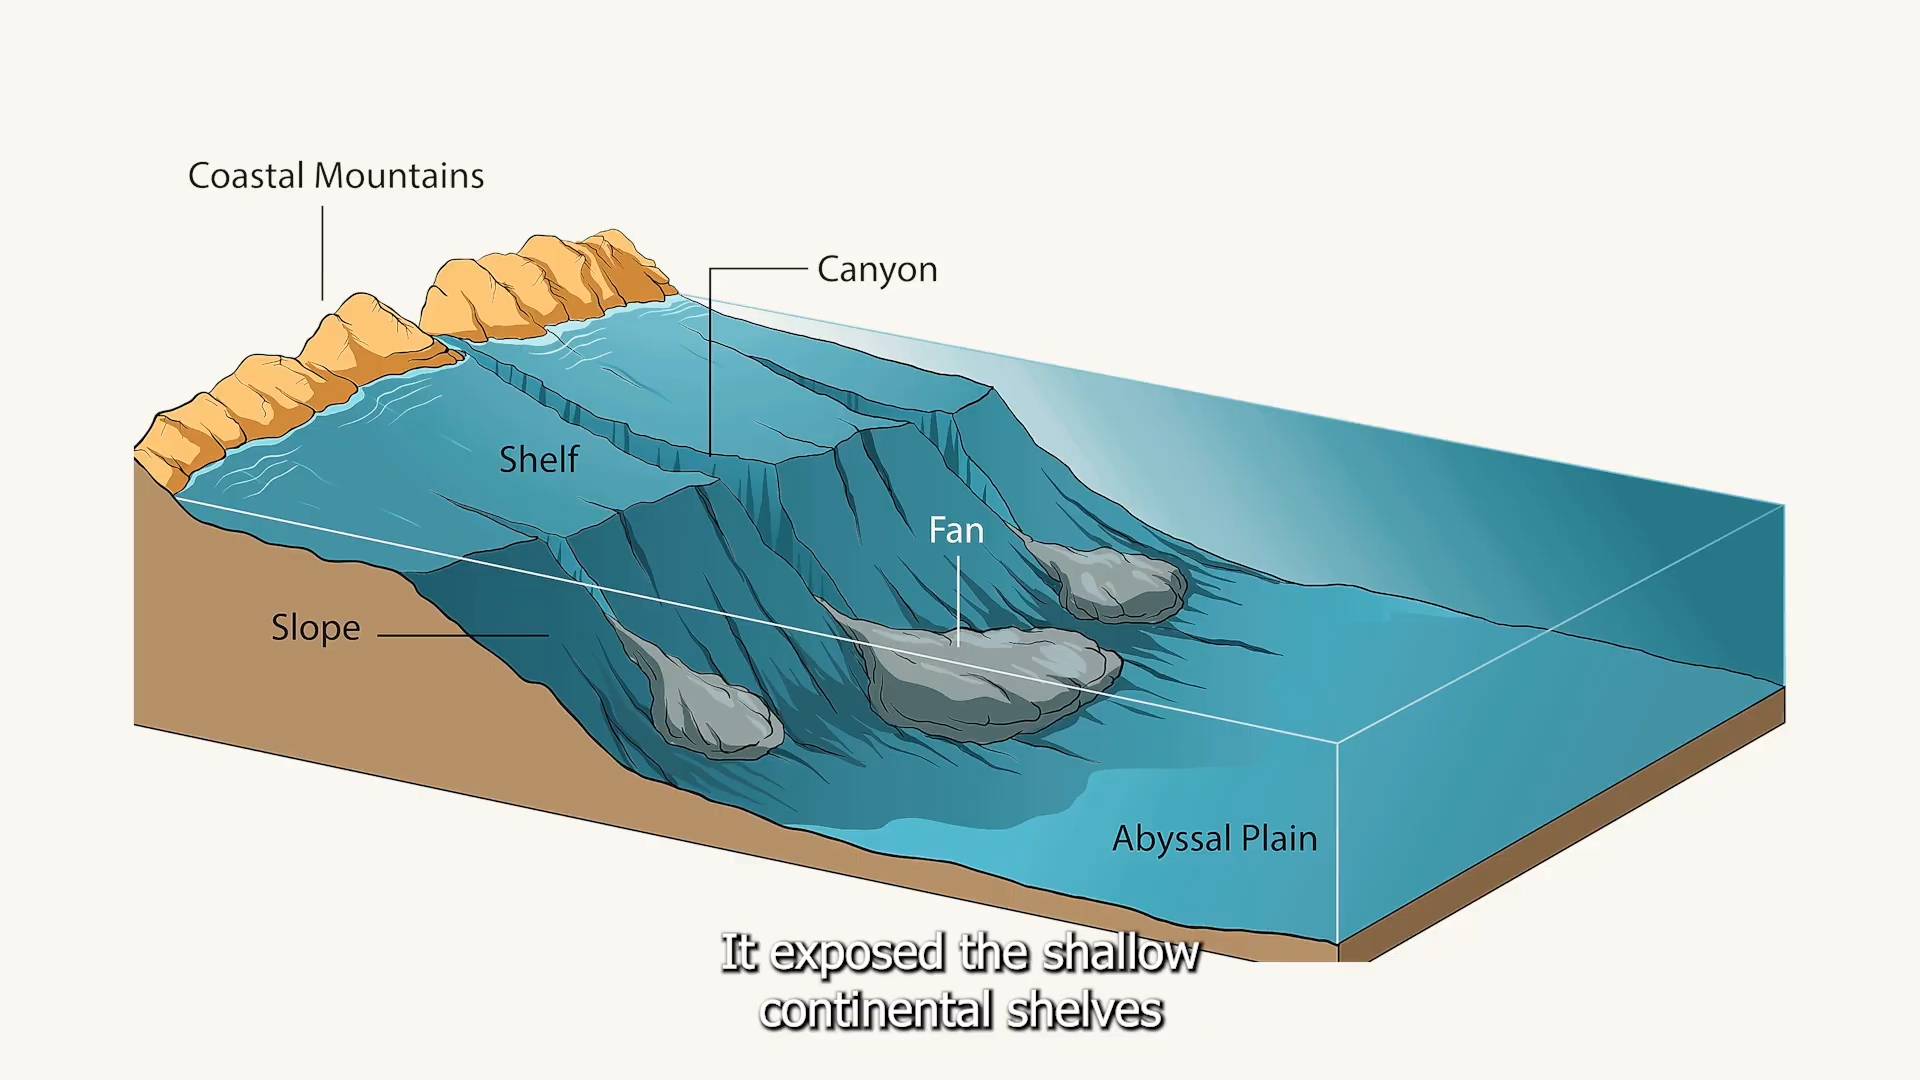 Coastal Mountains
Canyon
Shelf
Fan
Slope
Abyssal Plain
It exposed the shallow
continental shelves